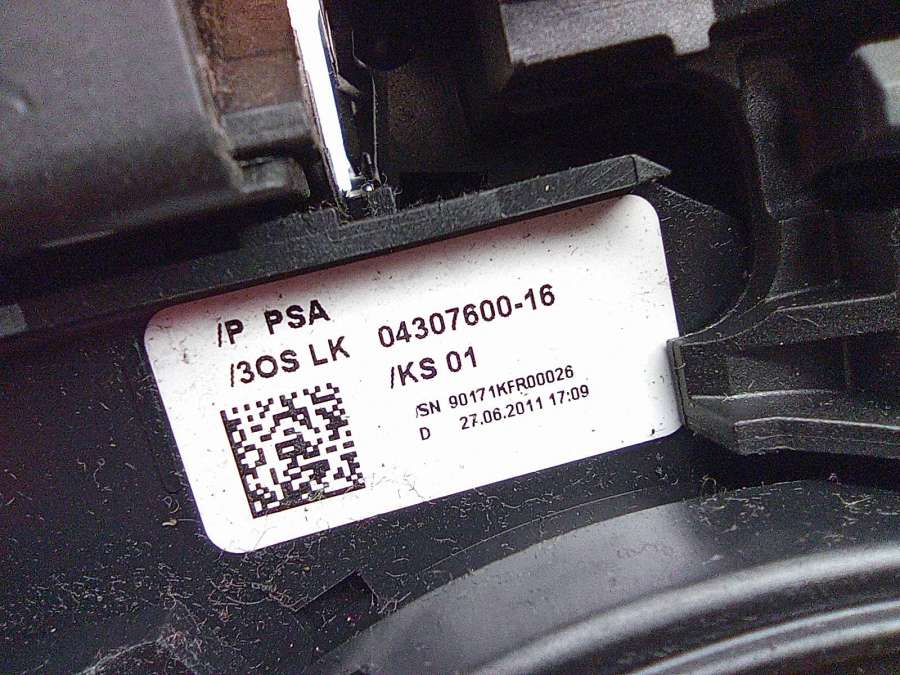 /P PSA 04307600-16
/3OS LK /KS 01
/SN 90171KFR00026
D 27.06.2011 17:09